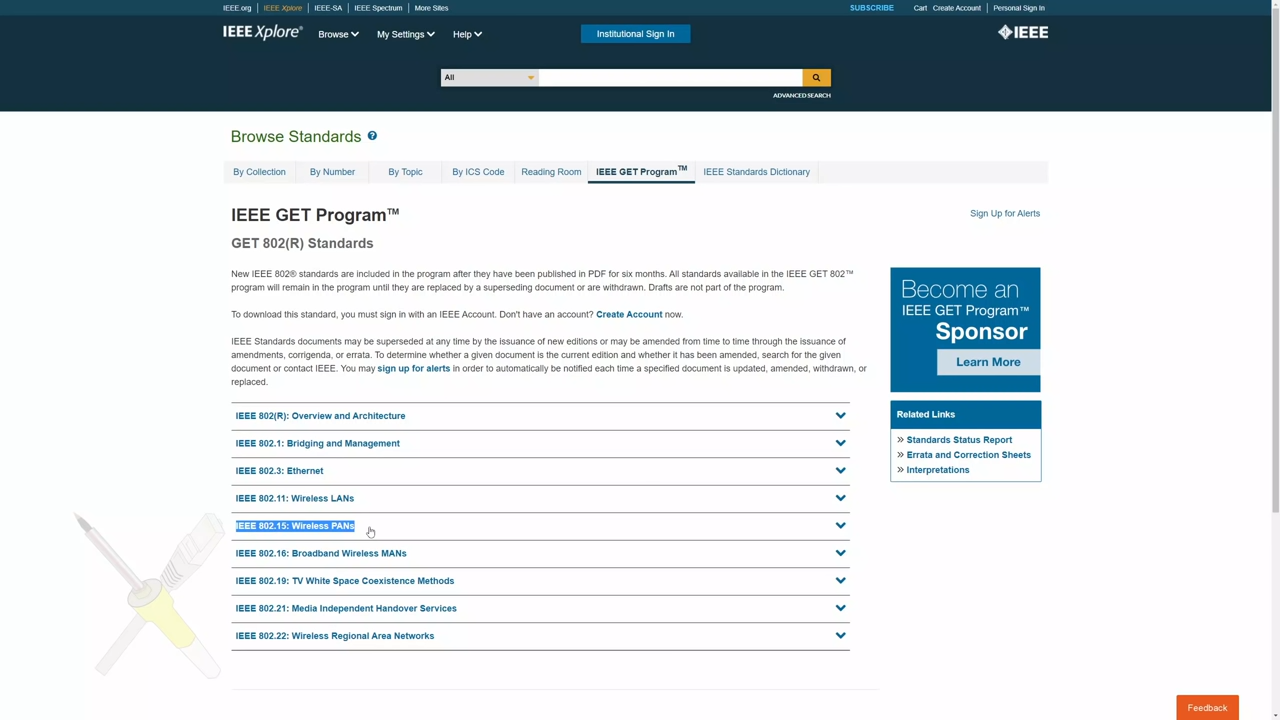 IEEE.org IEEE Xplore IEEE-SA IEEE Spectrum More Sites SUBSCRIBE Cart Create Account Personal Sign In
IEEE Xplore® Browse My Settings Help Institutional Sign In IEEE
All
ADVANCED SEARCH
Browse Standards ?
By Collection By Number By Topic By ICS Code Reading Room IEEE GET Program™ IEEE Standards Dictionary
IEEE GET Program™
Sign Up for Alerts
GET 802(R) Standards
New IEEE 802® standards are included in the program after they have been published in PDF for six months. All standards available in the IEEE GET 802™
program will remain in the program until they are replaced by a superseding document or are withdrawn. Drafts are not part of the program.
To download this standard, you must sign in with an IEEE Account. Don't have an account? Create Account now.
IEEE Standards documents may be superseded at any time by the issuance of new editions or may be amended from time to time through the issuance of
amendments, corrigenda, or errata. To determine whether a given document is the current edition and whether it has been amended, search for the given
document or contact IEEE. You may sign up for alerts in order to automatically be notified each time a specified document is updated, amended, withdrawn, or
replaced.
IEEE 802(R): Overview and Architecture
IEEE 802.1: Bridging and Management
IEEE 802.3: Ethernet
IEEE 802.11: Wireless LANs
IEEE 802.15: Wireless PANs
IEEE 802.16: Broadband Wireless MANs
IEEE 802.19: TV White Space Coexistence Methods
IEEE 802.21: Media Independent Handover Services
IEEE 802.22: Wireless Regional Area Networks
Become an
IEEE GET Program™
Sponsor
Learn More
Related Links
» Standards Status Report
» Errata and Correction Sheets
» Interpretations
Feedback